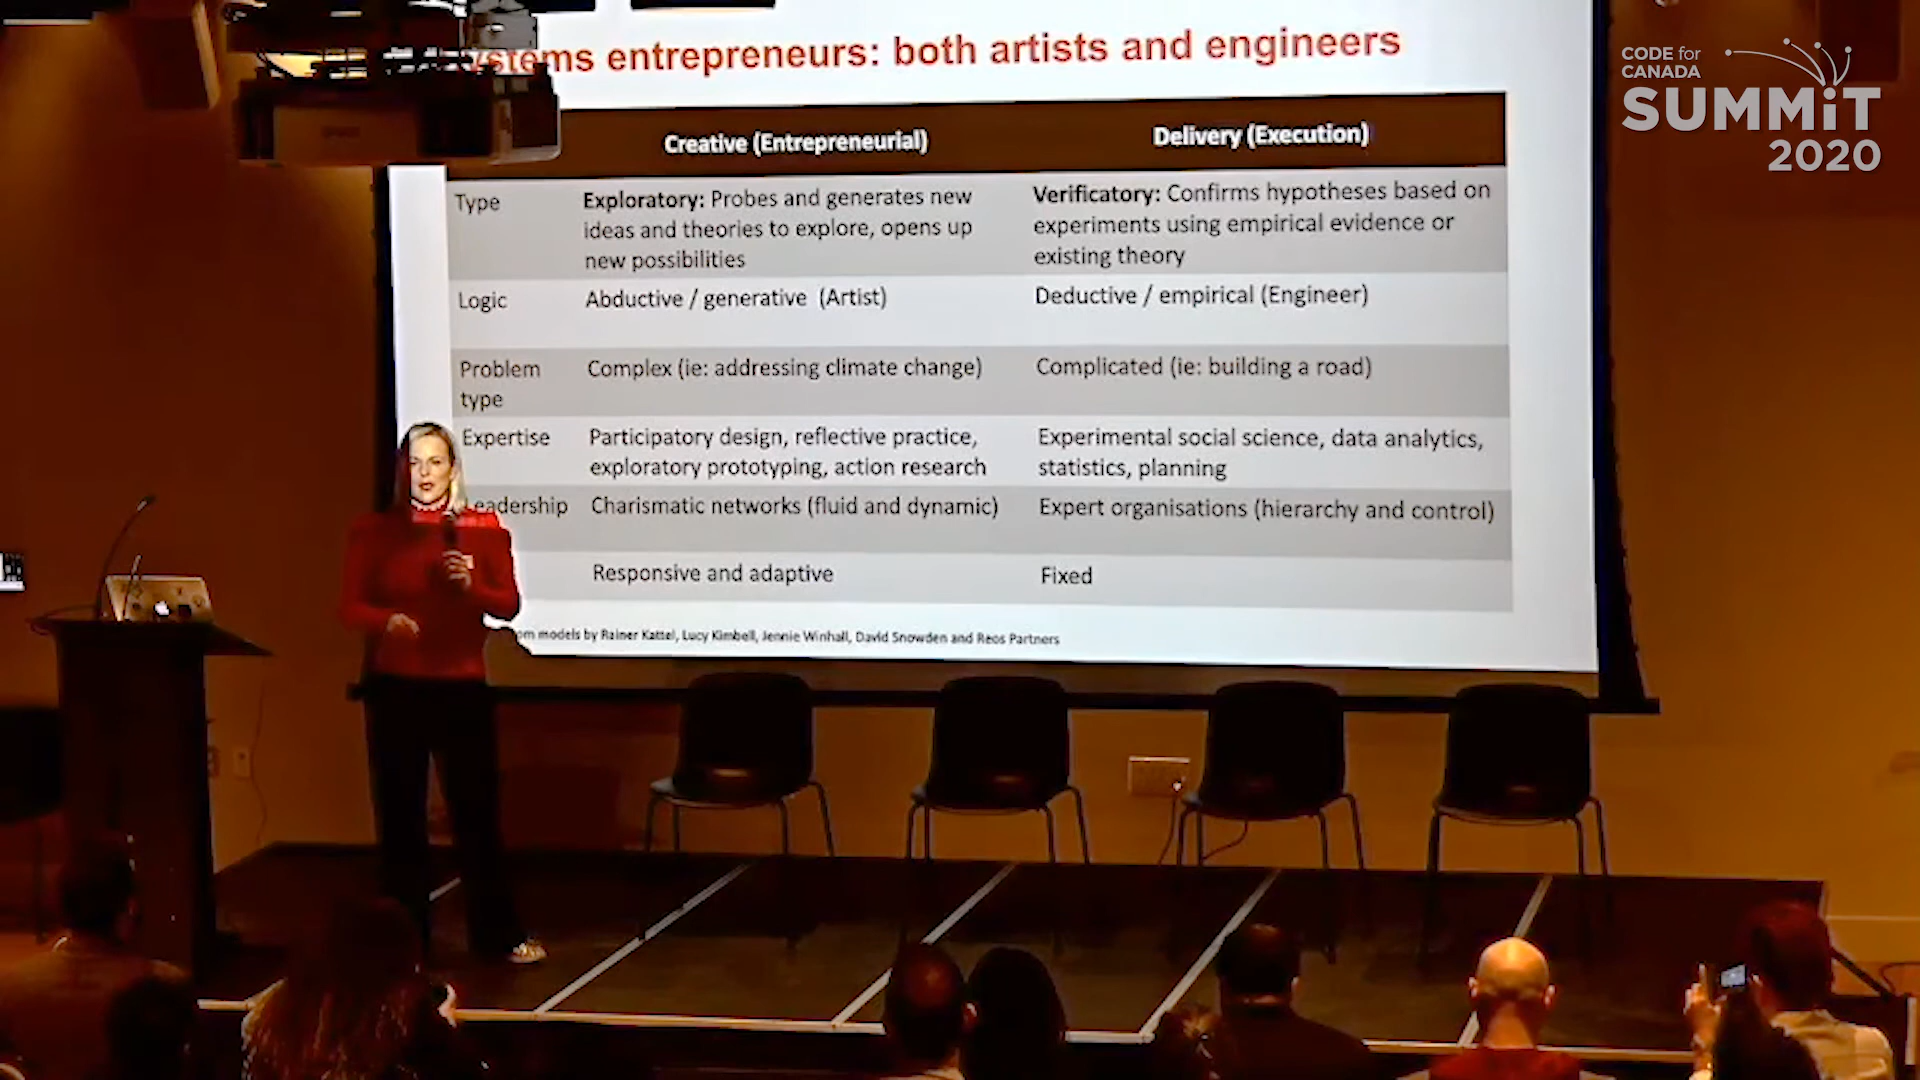 entrepreneurs: both artists and engineers
CODE for
CANADA
SUMMiT
2020
Creative (Entrepreneurial)
Delivery (Execution)
Type
Exploratory: Probes and generates new
ideas and theories to explore, opens up
new possibilities
Verificatory: Confirms hypotheses based on
experiments using empirical evidence or
existing theory
Logic
Abductive / generative (Artist)
Deductive / empirical (Engineer)
Problem
type
Complex (ie: addressing climate change)
Complicated (ie: building a road)
Expertise
Participatory design, reflective practice,
exploratory prototyping, action research
Experimental social science, data analytics,
statistics, planning
eadership
Charismatic networks (fluid and dynamic)
Expert organisations (hierarchy and control)
Responsive and adaptive
Fixed
om models by Rainer Kattel, Lucy Kimbell, Jennie Winhall, David Snowden and Reos Partners